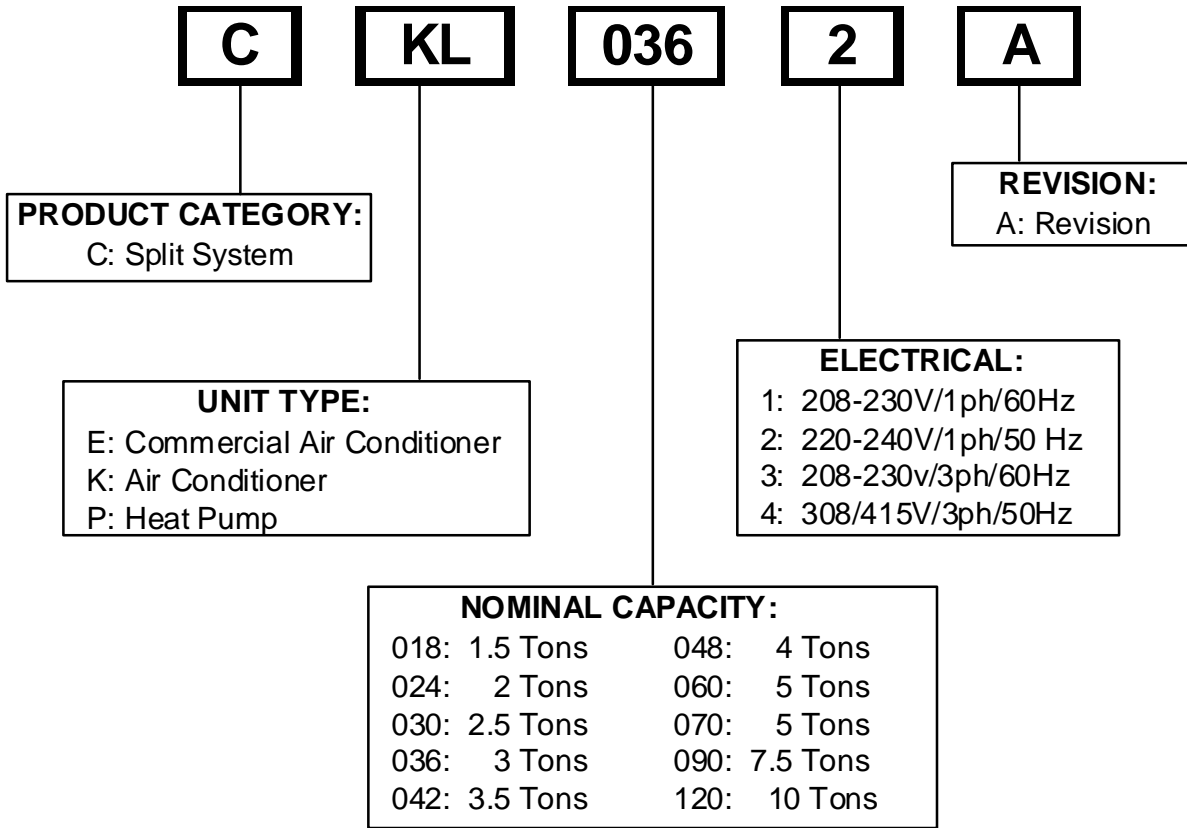 C KL 036 2 A
PRODUCT CATEGORY:
C: Split System
REVISION:
A: Revision
UNIT TYPE:
E: Commercial Air Conditioner
K: Air Conditioner
P: Heat Pump
ELECTRICAL:
1: 208-230V/1ph/60Hz
2: 220-240V/1ph/50 Hz
3: 208-230v/3ph/60Hz
4: 308/415V/3ph/50Hz
NOMINAL CAPACITY:
018: 1.5 Tons 048: 4 Tons
024: 2 Tons 060: 5 Tons
030: 2.5 Tons 070: 5 Tons
036: 3 Tons 090: 7.5 Tons
042: 3.5 Tons 120: 10 Tons